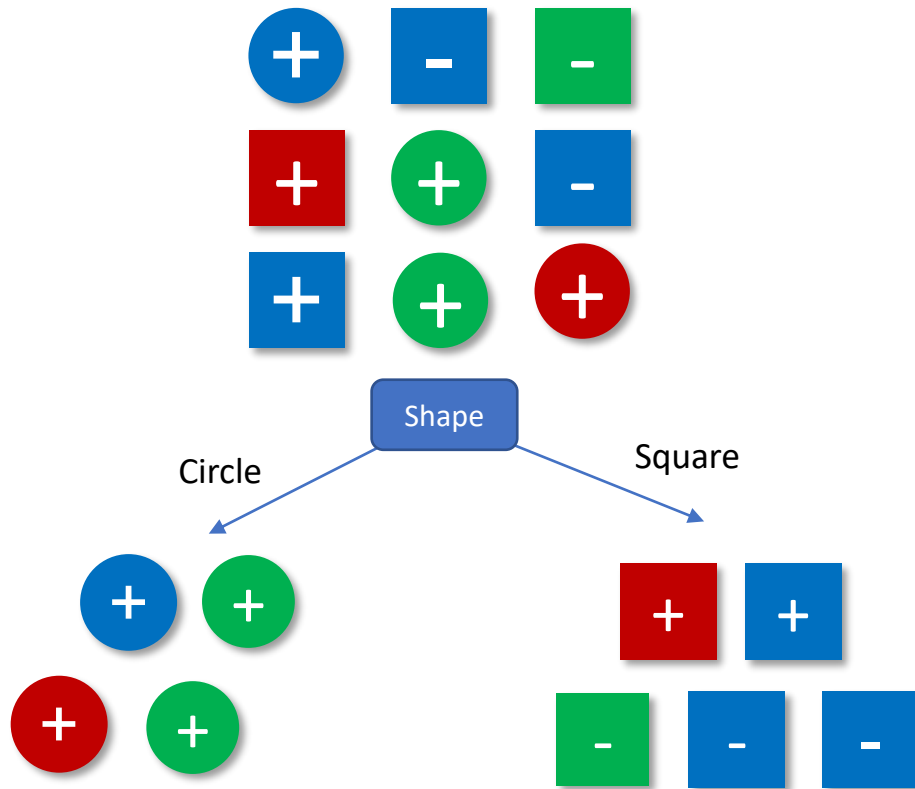 + - -
+ + -
+ + +
Shape
Circle
Square
+ +
+ +
+ +
- - -